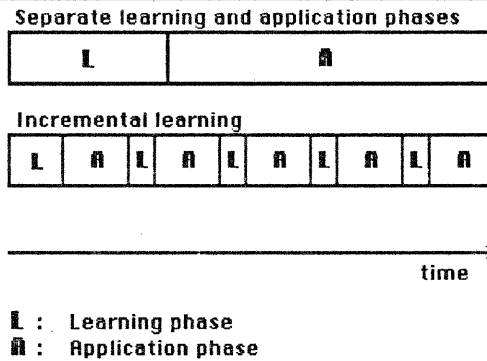 Separate learning and application phases
L A
Incremental learning
L A L A L A L A L A
time
L : Learning phase
A : Application phase